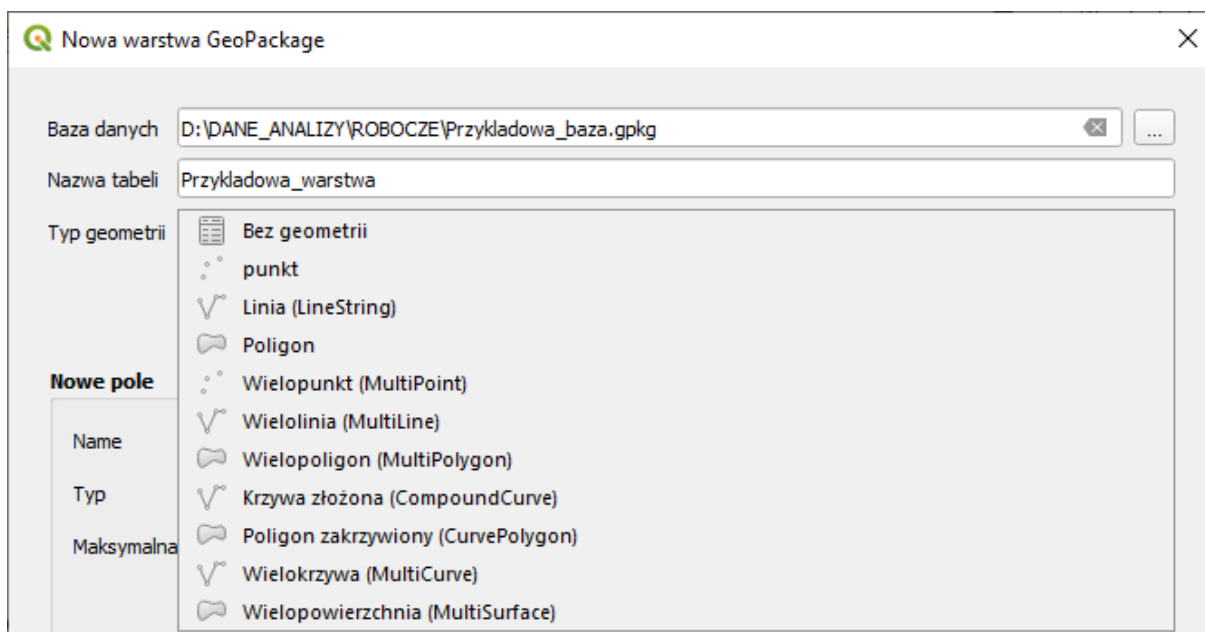 Nowa warstwa GeoPackage
Baza danych D:\DANE_ANALIZY\ROBOCZE\Przykladowa_baza.gpkg ...
Nazwa tabeli Przykladowa_warstwa
Typ geometrii Bez geometrii
punkt
Linia (LineString)
Poligon
Nowe pole Wielopunkt (MultiPoint)
Wielolinia (MultiLine)
Name
Wielopoligon (MultiPolygon)
Typ Krzywa złożona (CompoundCurve)
Poligon zakrzywiony (CurvePolygon)
Maksymalna
Wielokrzywa (MultiCurve)
Wielopowierzchnia (MultiSurface)